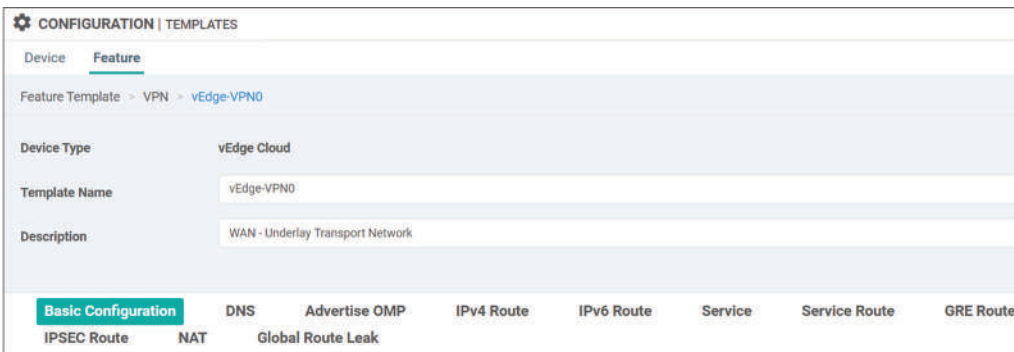 CONFIGURATION | TEMPLATES
Device Feature
Feature Template > VPN > vEdge-VPN0
Device Type vEdge Cloud
Template Name vEdge-VPN0
Description WAN - Underlay Transport Network
Basic Configuration DNS Advertise OMP IPv4 Route IPv6 Route Service Service Route GRE Route
IPSEC Route NAT Global Route Leak